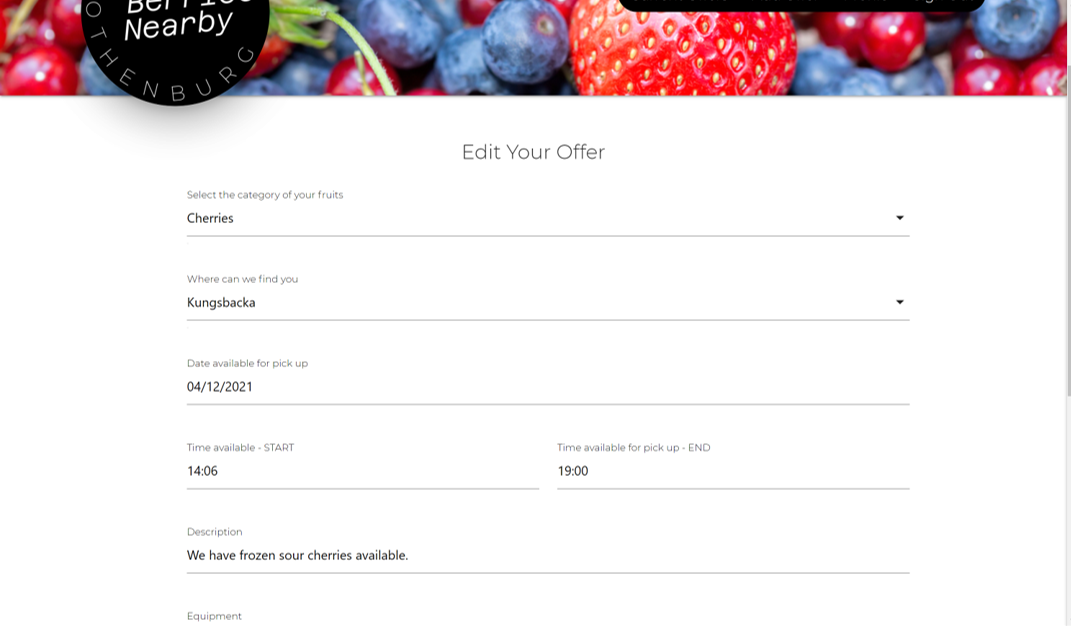 Nearby
OTHENBURG
Edit Your Offer
Select the category of your fruits
Cherries
Where can we find you
Kungsbacka
Date available for pick up
04/12/2021
Time available - START
Time available for pick up - END
14:06
19:00
Description
We have frozen sour cherries available.
Equipment